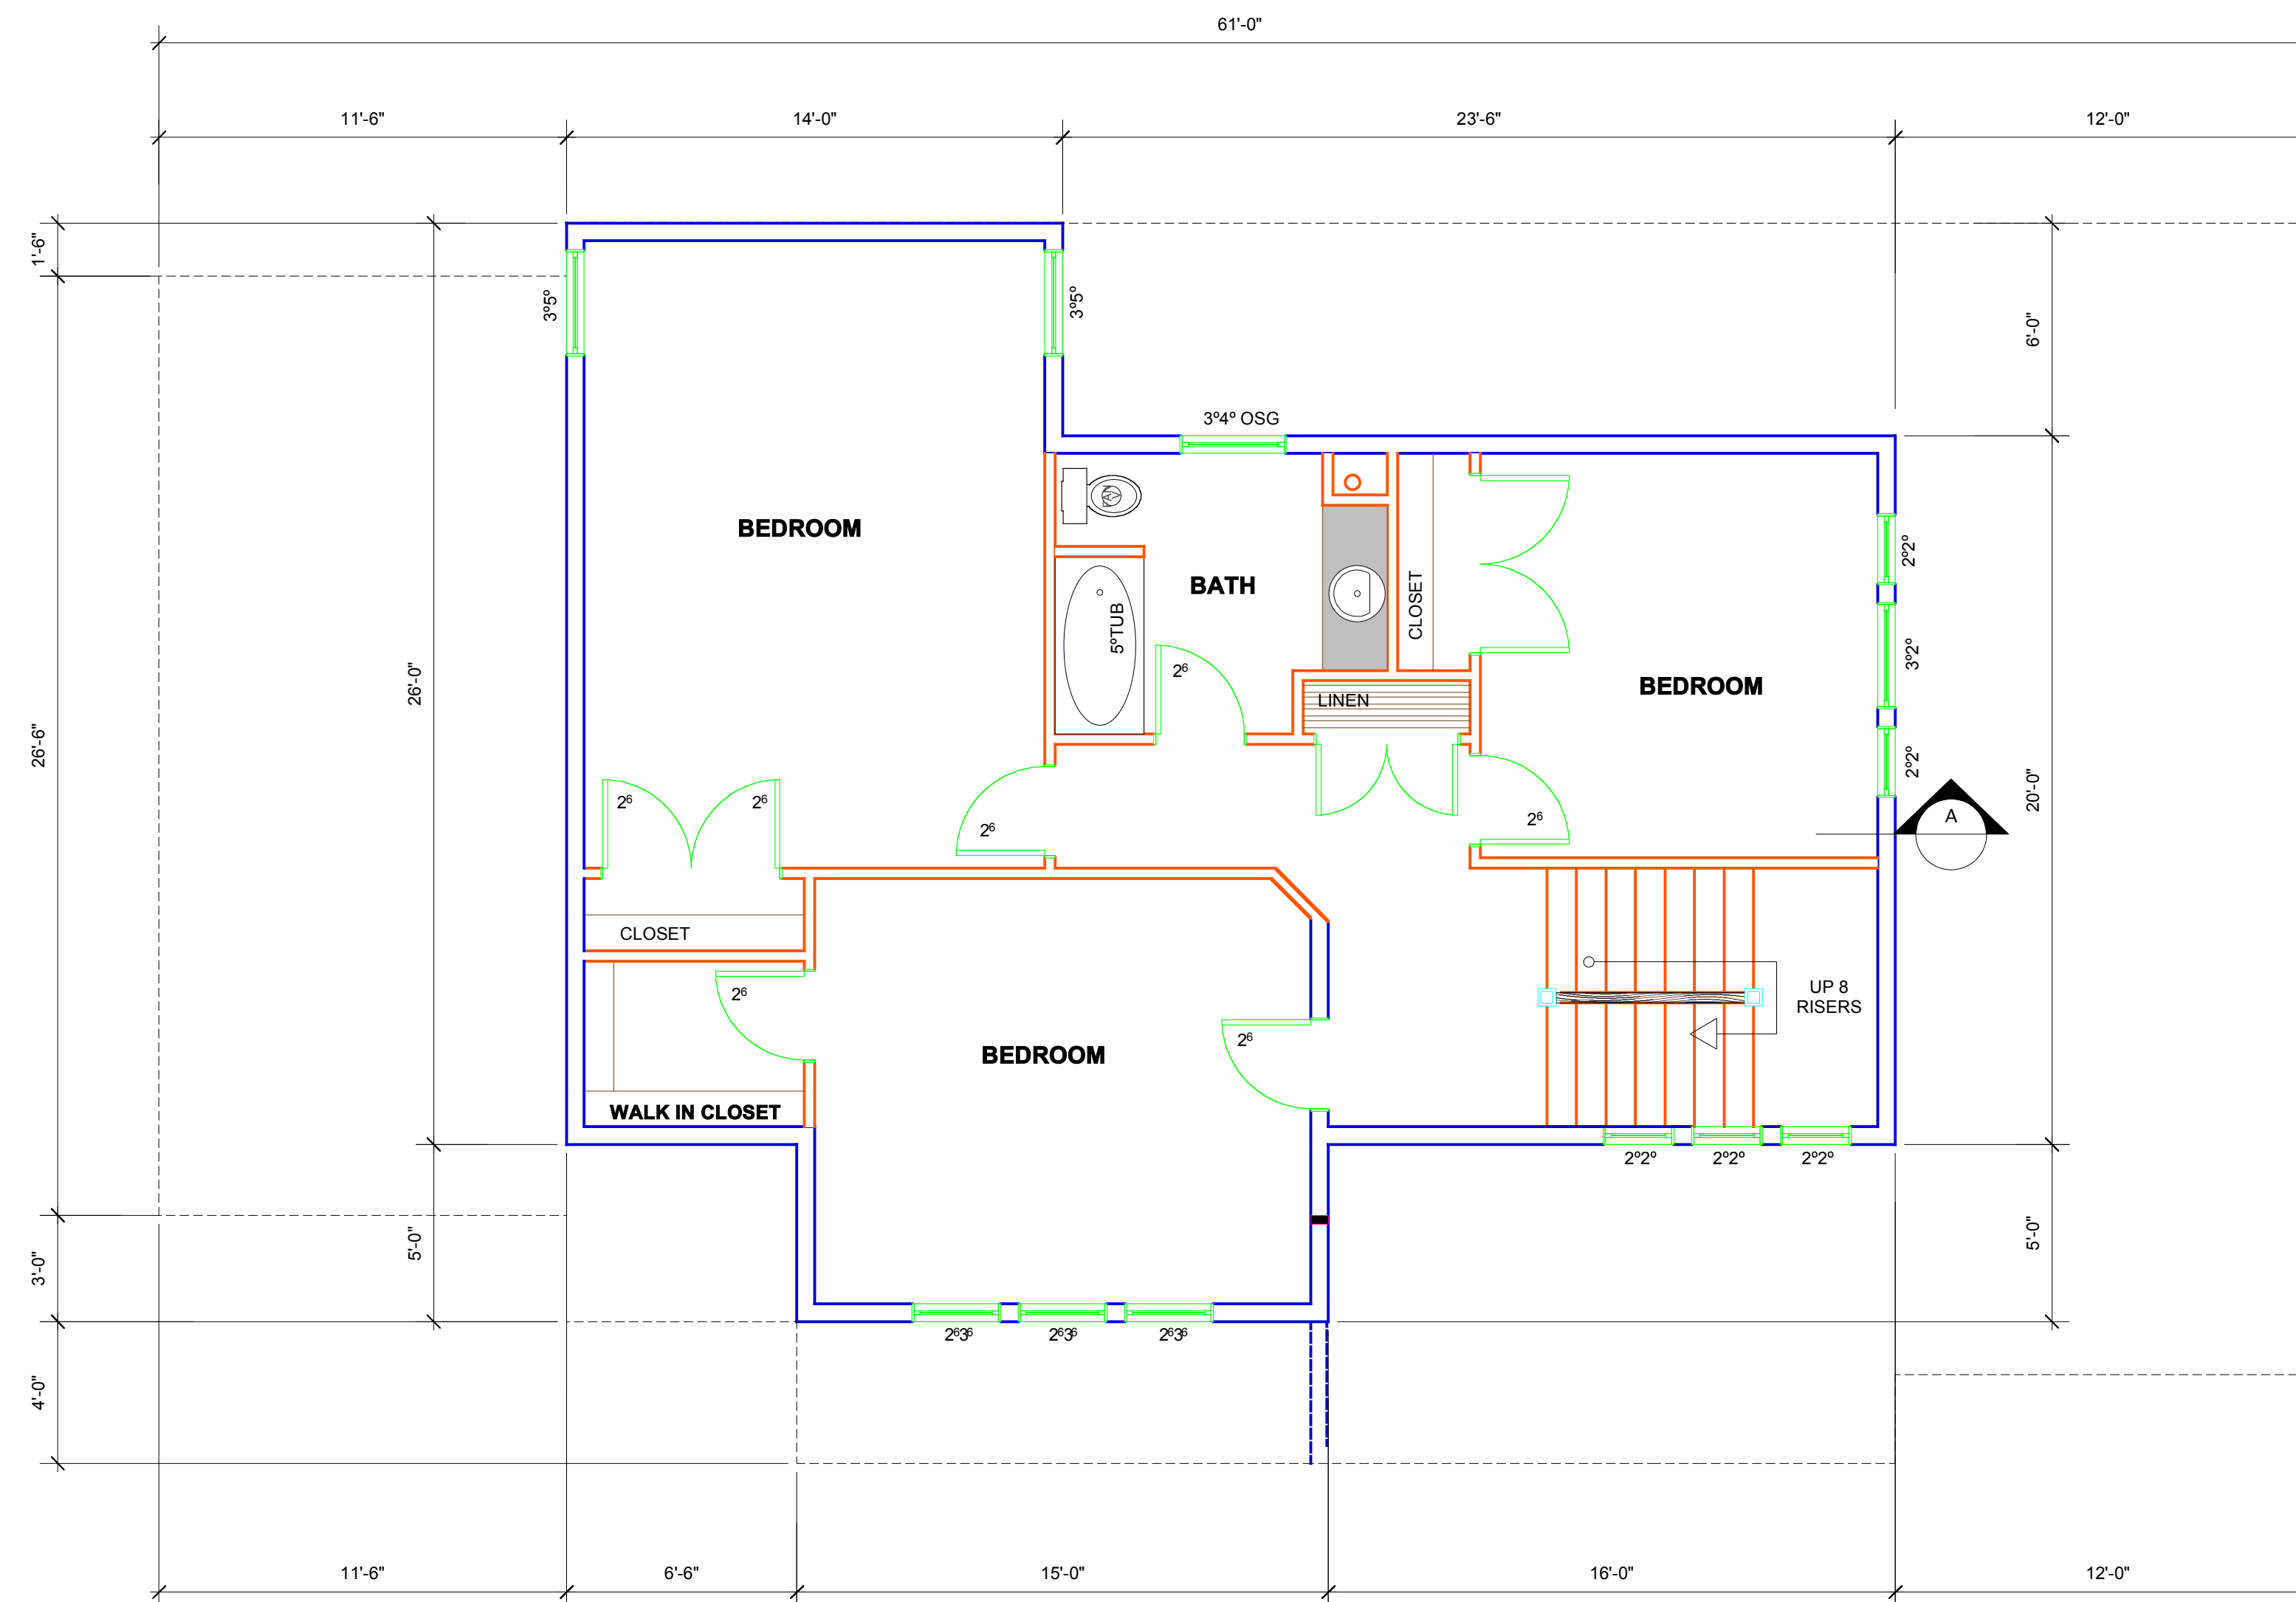 61'-0"
11'-6"
14'-0"
23'-6"
12'-0"
1'-6"
3º5º
3º5º
6'-0"
3º4º OSG
FAN
BEDROOM
BATH
5ºTUB
CLOSET
2º2º
3º2º
2º2º
2⁶
LINEN
BEDROOM
26'-0"
26'-6"
20'-0"
2⁶
2⁶
2⁶
2⁶
A
CLOSET
2⁶
UP 8
RISERS
2⁶
BEDROOM
WALK IN CLOSET
2º2º
2º2º
2º2º
5'-0"
5'-0"
3'-0"
2⁶3⁶
2⁶3⁶
2⁶3⁶
4'-0"
11'-6"
6'-6"
15'-0"
16'-0"
12'-0"